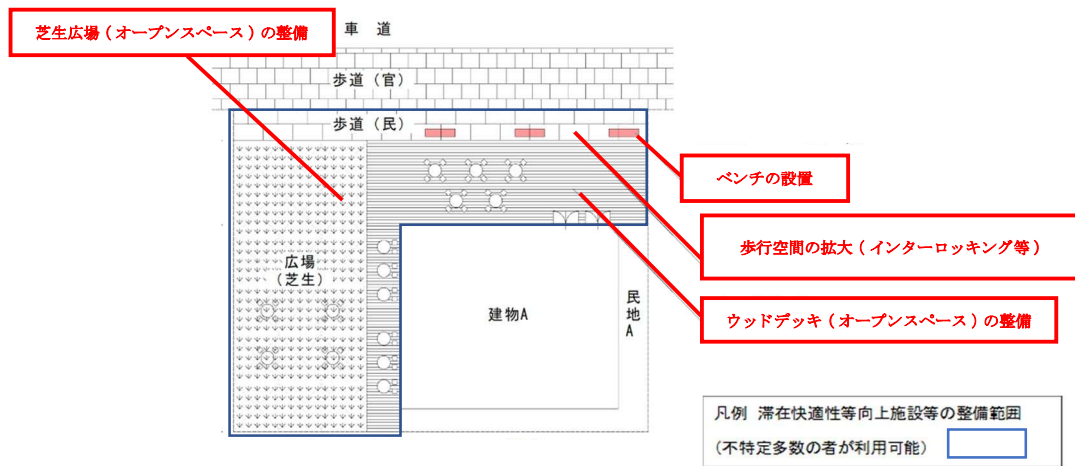 芝生広場（オープンスペース）の整備
車　道
歩道（官）
歩道（民）
ベンチの設置
歩行空間の拡大（インターロッキング等）
広場
（芝生）
建物A
民地A
ウッドデッキ（オープンスペース）の整備
凡例　滞在快適性等向上施設等の整備範囲
（不特定多数の者が利用可能）